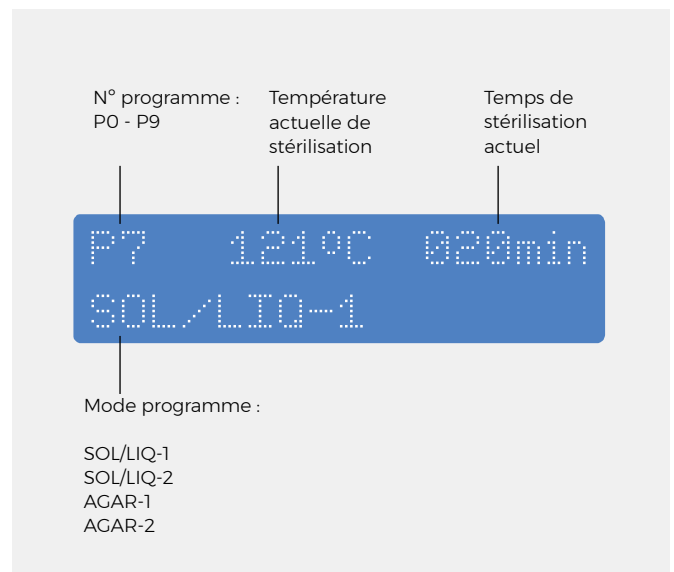 N° programme :
P0 - P9
Température
actuelle de
stérilisation
Temps de
stérilisation
actuel
P7 121ºC 020min
SOL/LIQ-1
Mode programme :
SOL/LIQ-1
SOL/LIQ-2
AGAR-1
AGAR-2